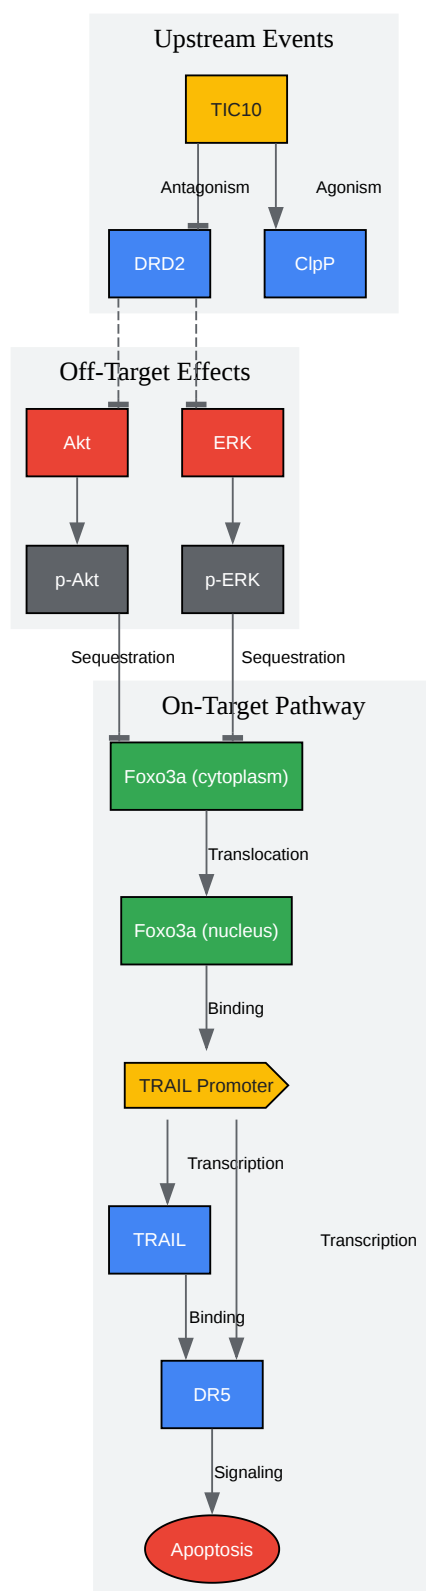 Upstream Events
TIC10
Antagonism
Agonism
DRD2
ClpP
Off-Target Effects
Akt
ERK
p-Akt
p-ERK
Sequestration
Sequestration
On-Target Pathway
Foxo3a (cytoplasm)
Translocation
Foxo3a (nucleus)
Binding
TRAIL Promoter
Transcription
TRAIL
Transcription
Binding
DR5
Signaling
Apoptosis